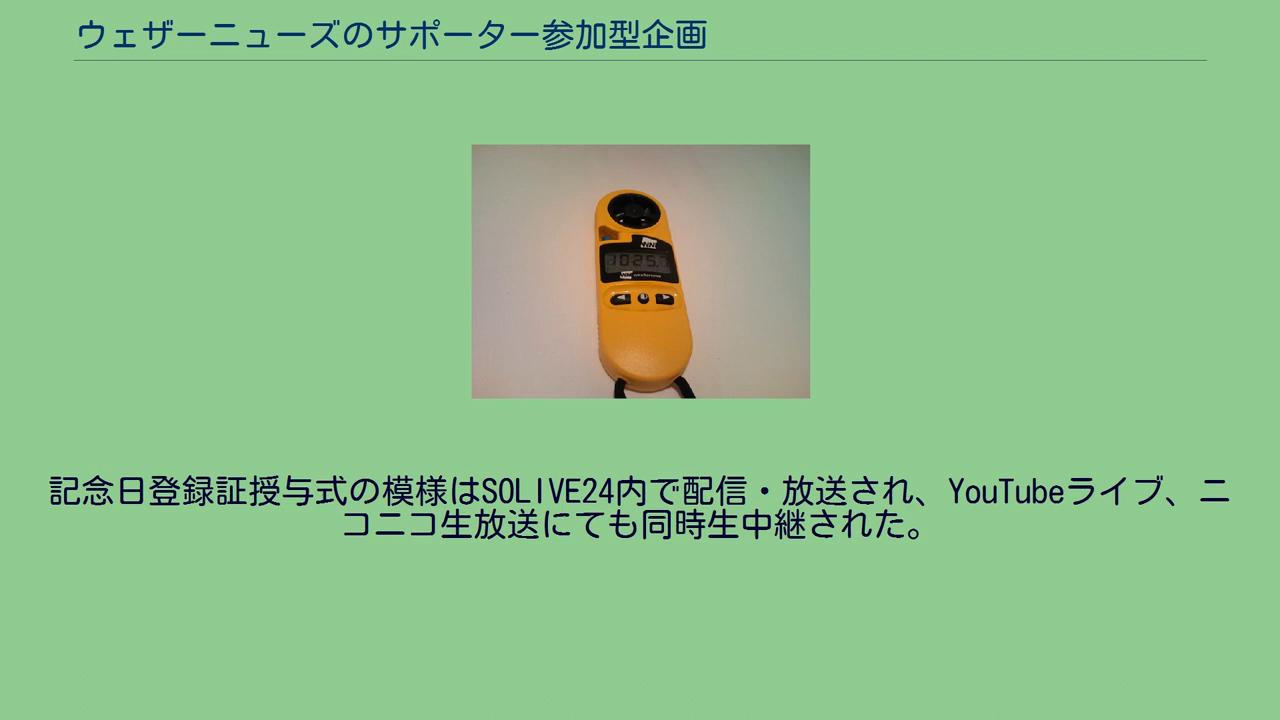 ウェザーニューズのサポーター参加型企画
1025.7
記念日登録証授与式の模様はSOLIVE24内で配信・放送され、YouTubeライブ、ニ
コニコ生放送にても同時生中継された。